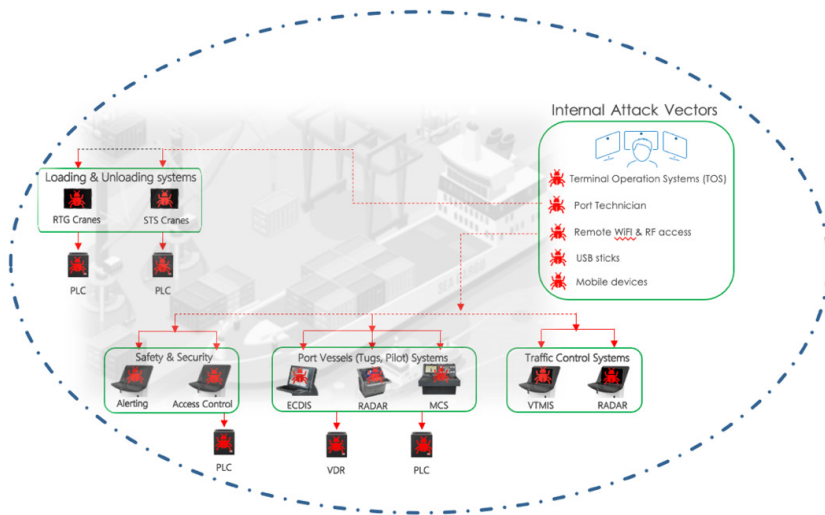 Internal Attack Vectors
Terminal Operation Systems (TOS)
Port Technician
Remote WiFi & RF access
USB sticks
Mobile devices
Loading & Unloading systems
RTG Cranes STS Cranes
PLC PLC
Safety & Security
Alerting Access Control
PLC
Port Vessels (Tugs, Pilot) Systems
ECDIS RADAR MCS
VDR PLC
Traffic Control Systems
VTMIS RADAR